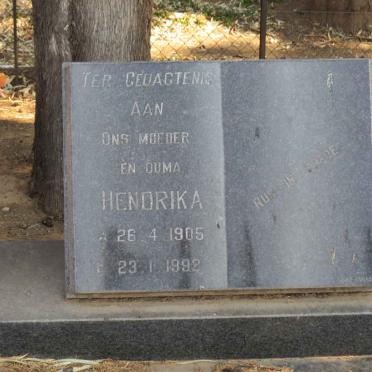 TER GEDAGTENIS
AAN
ONS MOEDER
EN OUMA
HENDRIKA
26·4·1905
23·1·1992
RUS IN VREDE